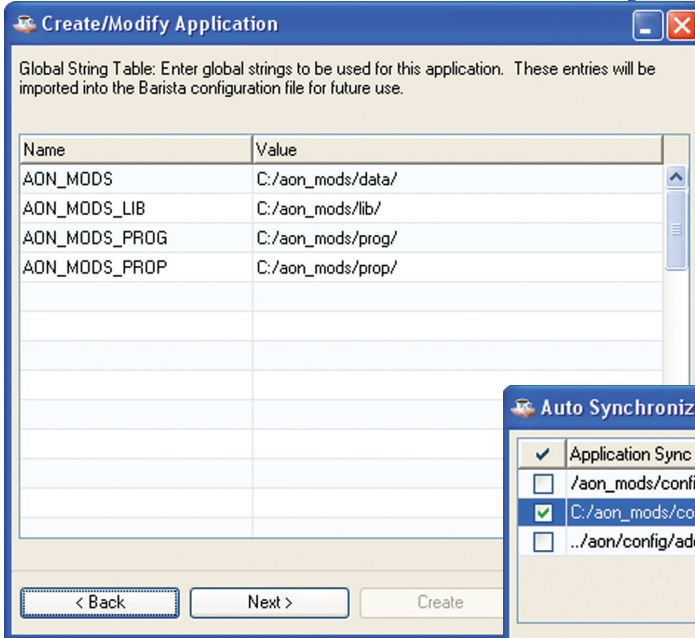 Create/Modify Application
Global String Table: Enter global strings to be used for this application.  These entries will be
imported into the Barista configuration file for future use.
Name Value
AON_MODS C:/aon_mods/data/
AON_MODS_LIB C:/aon_mods/lib/
AON_MODS_PROG C:/aon_mods/prog/
AON_MODS_PROP C:/aon_mods/prop/
< Back Next > Create
Auto Synchroniz
Application Sync
/aon_mods/confi
C:/aon_mods/co
../aon/config/add